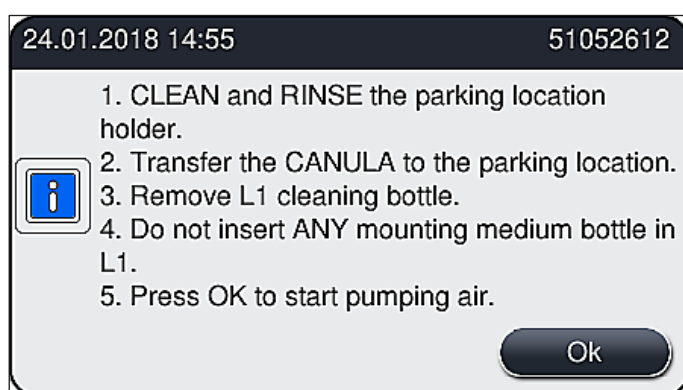 24.01.2018 14:55 51052612
1. CLEAN and RINSE the parking location
holder.
2. Transfer the CANULA to the parking location.
3. Remove L1 cleaning bottle.
4. Do not insert ANY mounting medium bottle in
L1.
5. Press OK to start pumping air.
i
Ok